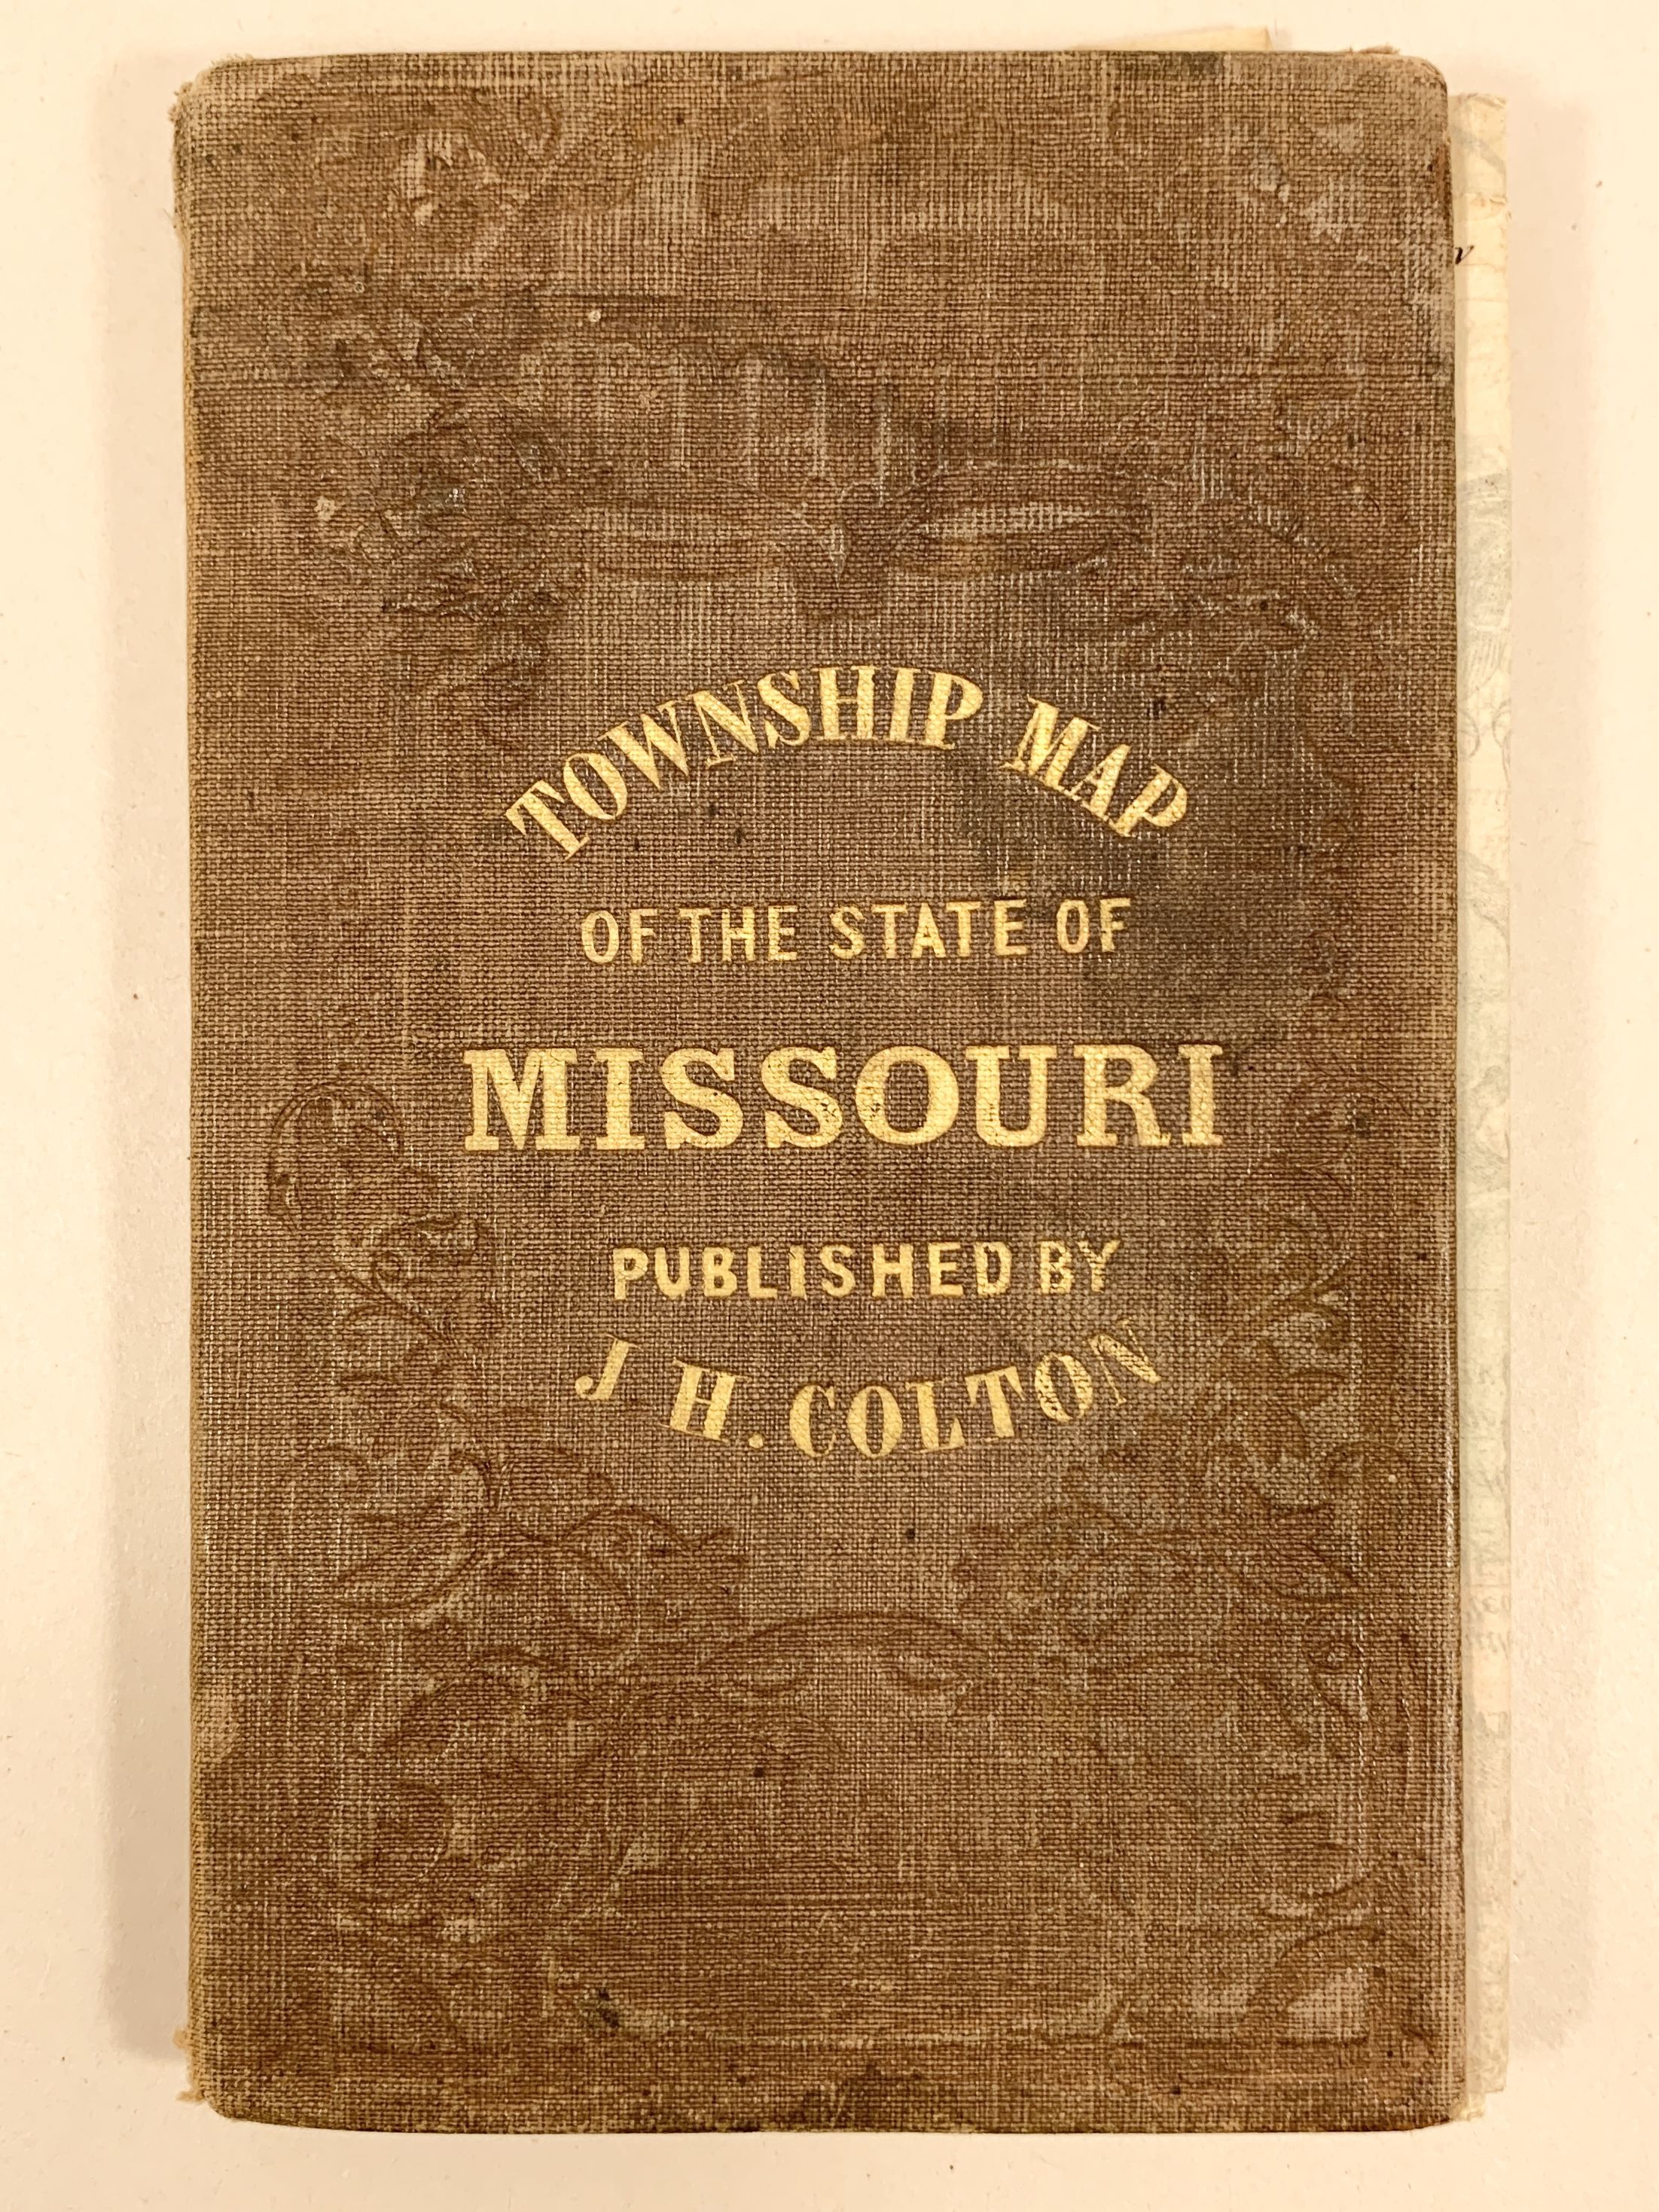 TOWNSHIP MAP
OF THE STATE OF
MISSOURI
PUBLISHED BY
J H. COLTON